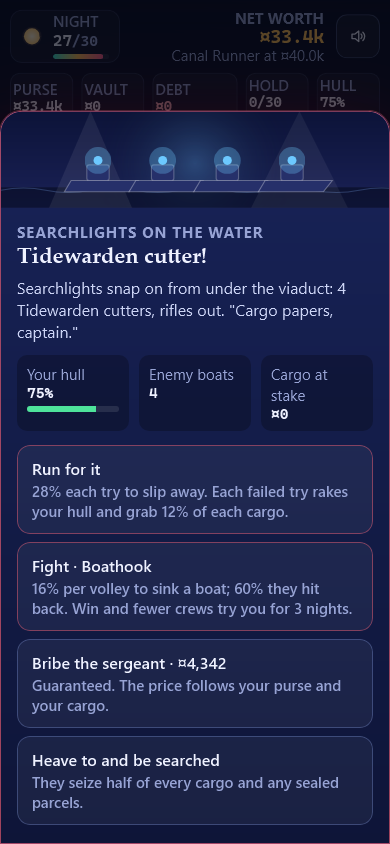 NIGHT
27/30
NET WORTH
¤33.4k
Canal Runner at ¤40.0k
PURSE
¤33.4k
VAULT
¤0
DEBT
¤0
HOLD
0/30
HULL
75%
SEARCHLIGHTS ON THE WATER
Tidewarden cutter!
Searchlights snap on from under the viaduct: 4
Tidewarden cutters, rifles out. "Cargo papers,
captain."
Your hull
75%
Enemy boats
4
Cargo at
stake
¤0
Run for it
28% each try to slip away. Each failed try rakes
your hull and grab 12% of each cargo.
Fight · Boathook
16% per volley to sink a boat; 60% they hit
back. Win and fewer crews try you for 3 nights.
Bribe the sergeant · ¤4,342
Guaranteed. The price follows your purse and
your cargo.
Heave to and be searched
They seize half of every cargo and any sealed
parcels.